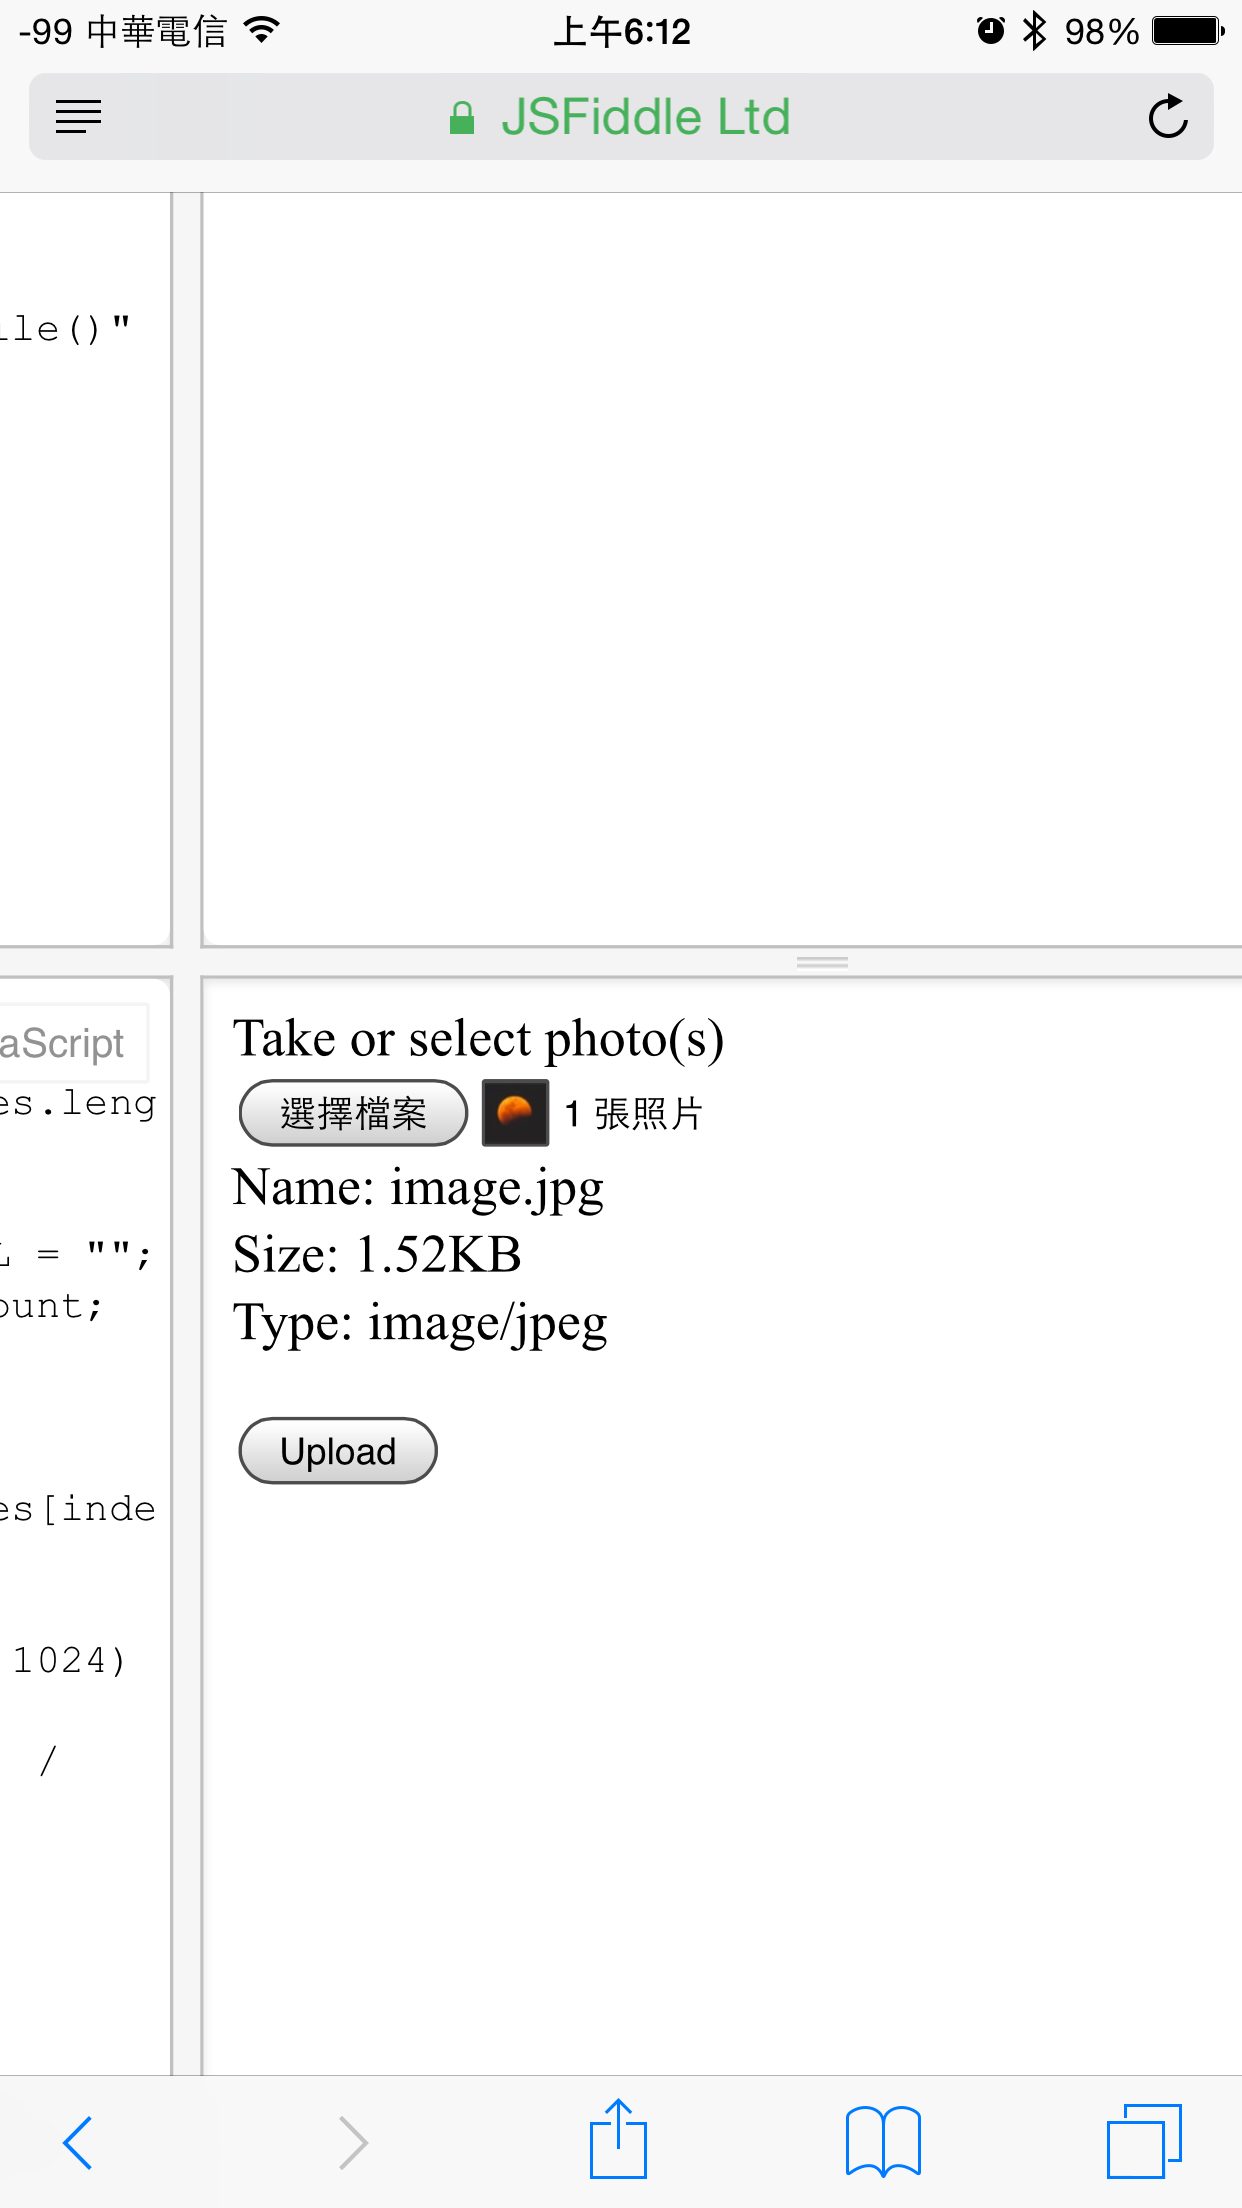 -99 中華電信 上午6:12 98%
JSFiddle Ltd
ile()"
aScript
es.leng
L = "";
ount;
es[inde
1024)
/
Take or select photo(s)
選擇檔案 1 張照片
Name: image.jpg
Size: 1.52KB
Type: image/jpeg
Upload